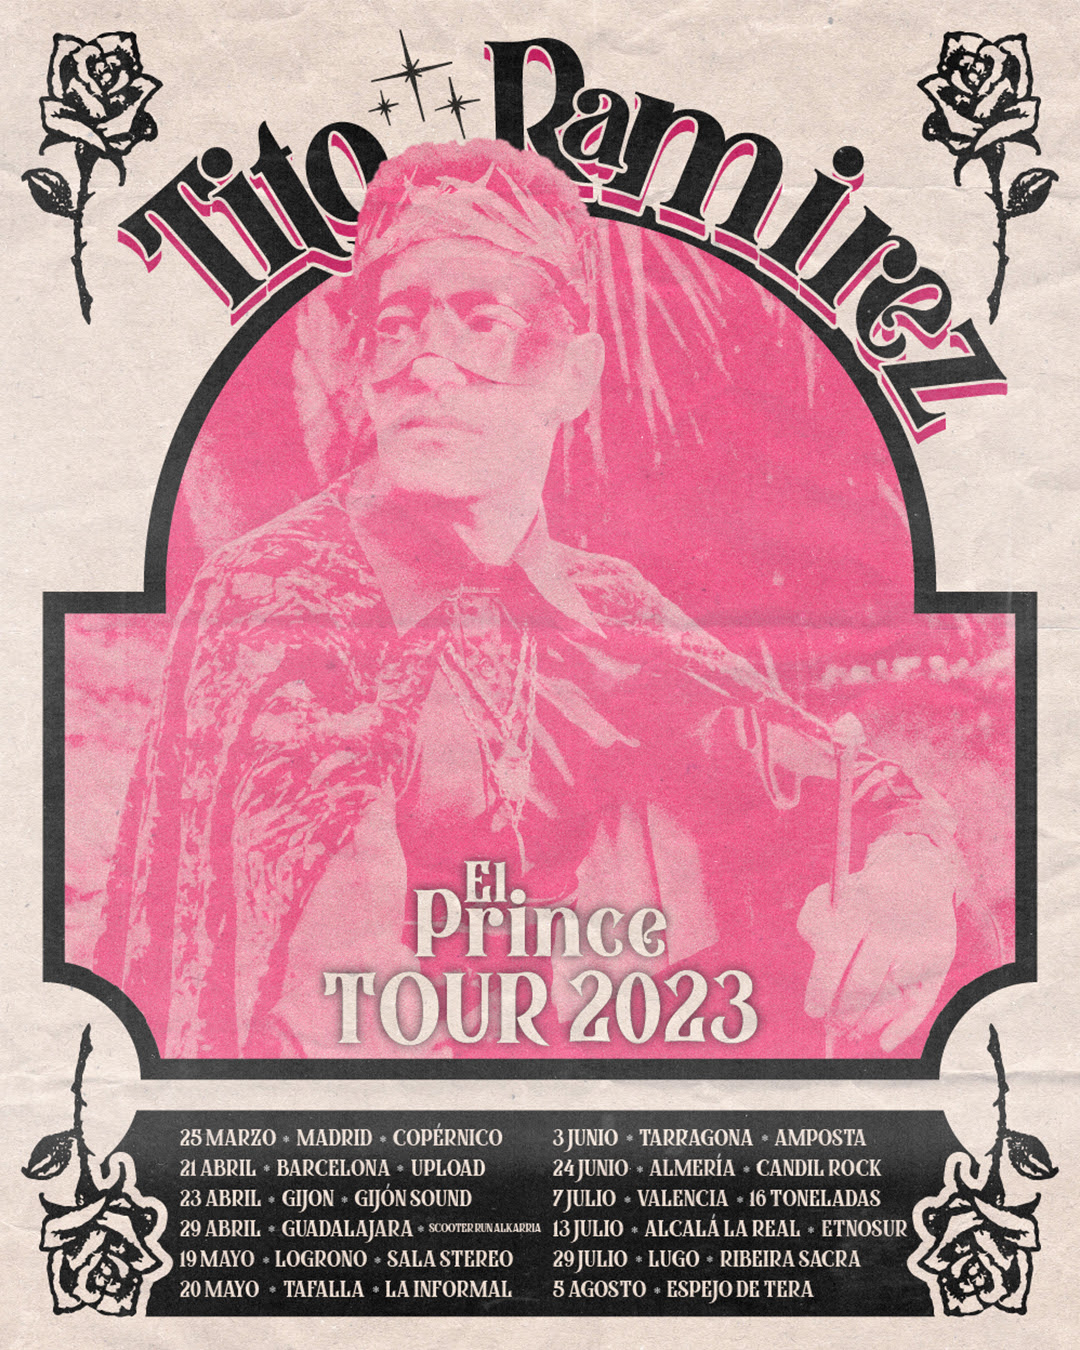 Tito Ramirez
El
Prince
TOUR 2023
25 MARZO * MADRID * COPÉRNICO
21 ABRIL * BARCELONA * UPLOAD
23 ABRIL * GIJON * GIJÓN SOUND
29 ABRIL * GUADALAJARA * SCOOTER RUN ALKARRIA
19 MAYO * LOGRONO * SALA STEREO
20 MAYO * TAFALLA * LA INFORMAL
3 JUNIO * TARRAGONA * AMPOSTA
24 JUNIO * ALMERÍA * CANDIL ROCK
7 JULIO * VALENCIA * 16 TONELADAS
13 JULIO * ALCALÁ LA REAL * ETNOSUR
29 JULIO * LUGO * RIBEIRA SACRA
5 AGOSTO * ESPEJO DE TERA